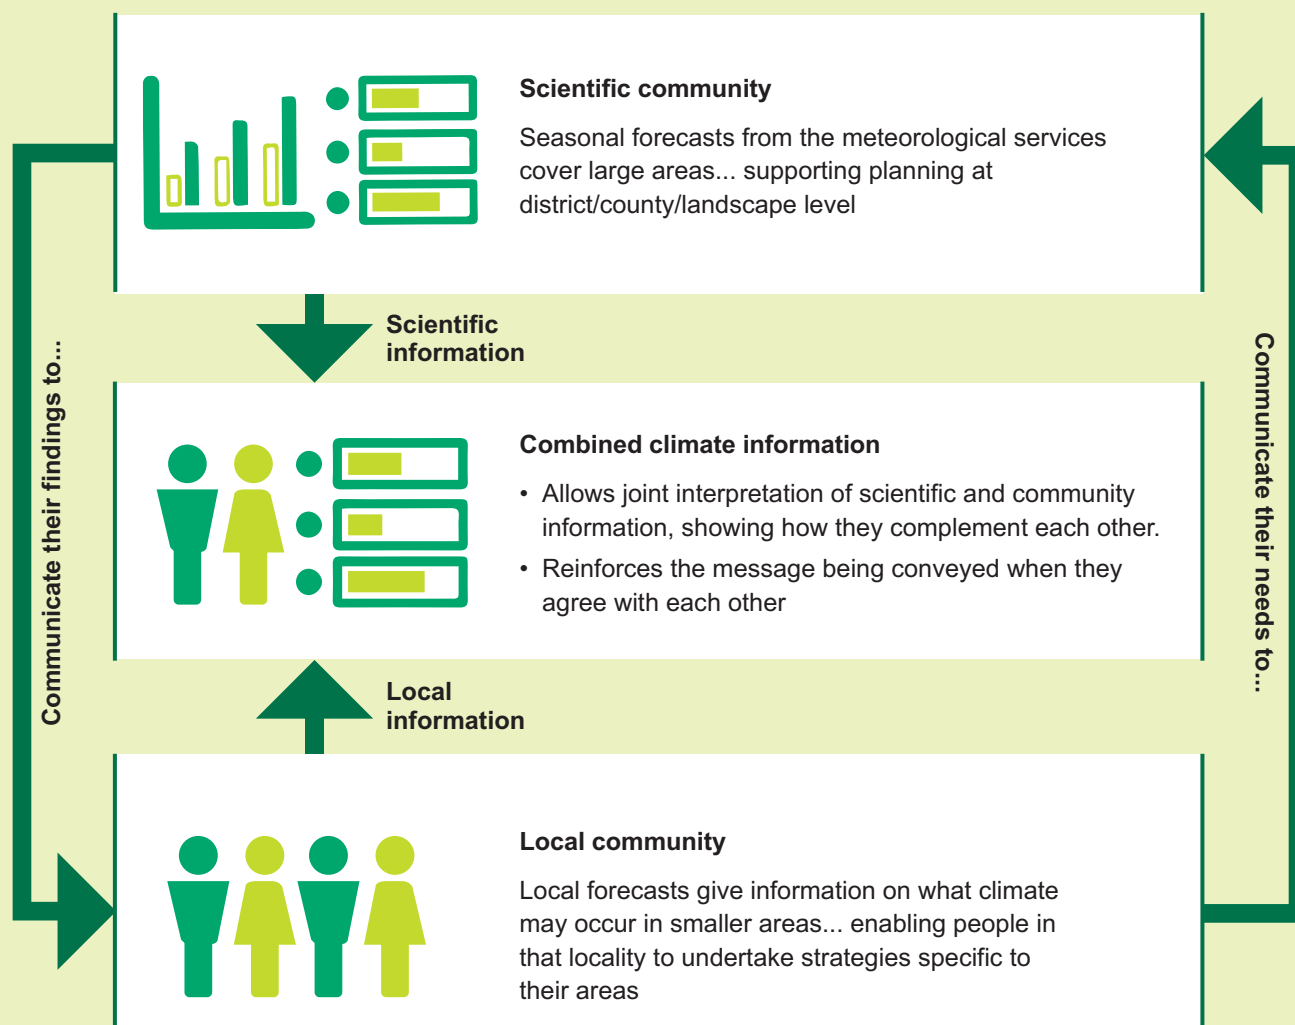 Scientific community
Seasonal forecasts from the meteorological services
cover large areas... supporting planning at
district/county/landscape level
Scientific
information
Communicate their findings to...
Communicate their needs to...
Combined climate information
• Allows joint interpretation of scientific and community
information, showing how they complement each other.
• Reinforces the message being conveyed when they
agree with each other
Local
information
Local community
Local forecasts give information on what climate
may occur in smaller areas... enabling people in
that locality to undertake strategies specific to
their areas